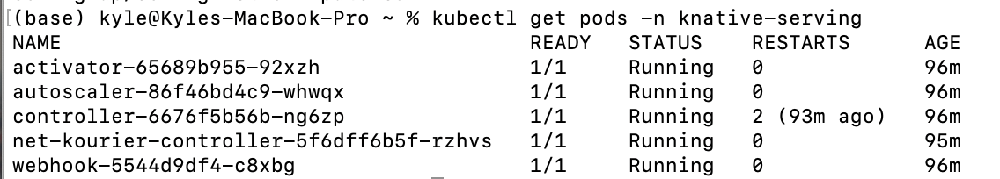 [(base) kyle@Kyles-MacBook-Pro ~ % kubectl get pods -n knative-serving
NAME READY STATUS RESTARTS AGE
activator-65689b955-92xzh 1/1 Running 0 96m
autoscaler-86f46bd4c9-whwqx 1/1 Running 0 96m
controller-6676f5b56b-ng6zp 1/1 Running 2 (93m ago) 96m
net-kourier-controller-5f6dff6b5f-rzhvs 1/1 Running 0 95m
webhook-5544d9df4-c8xbg 1/1 Running 0 96m